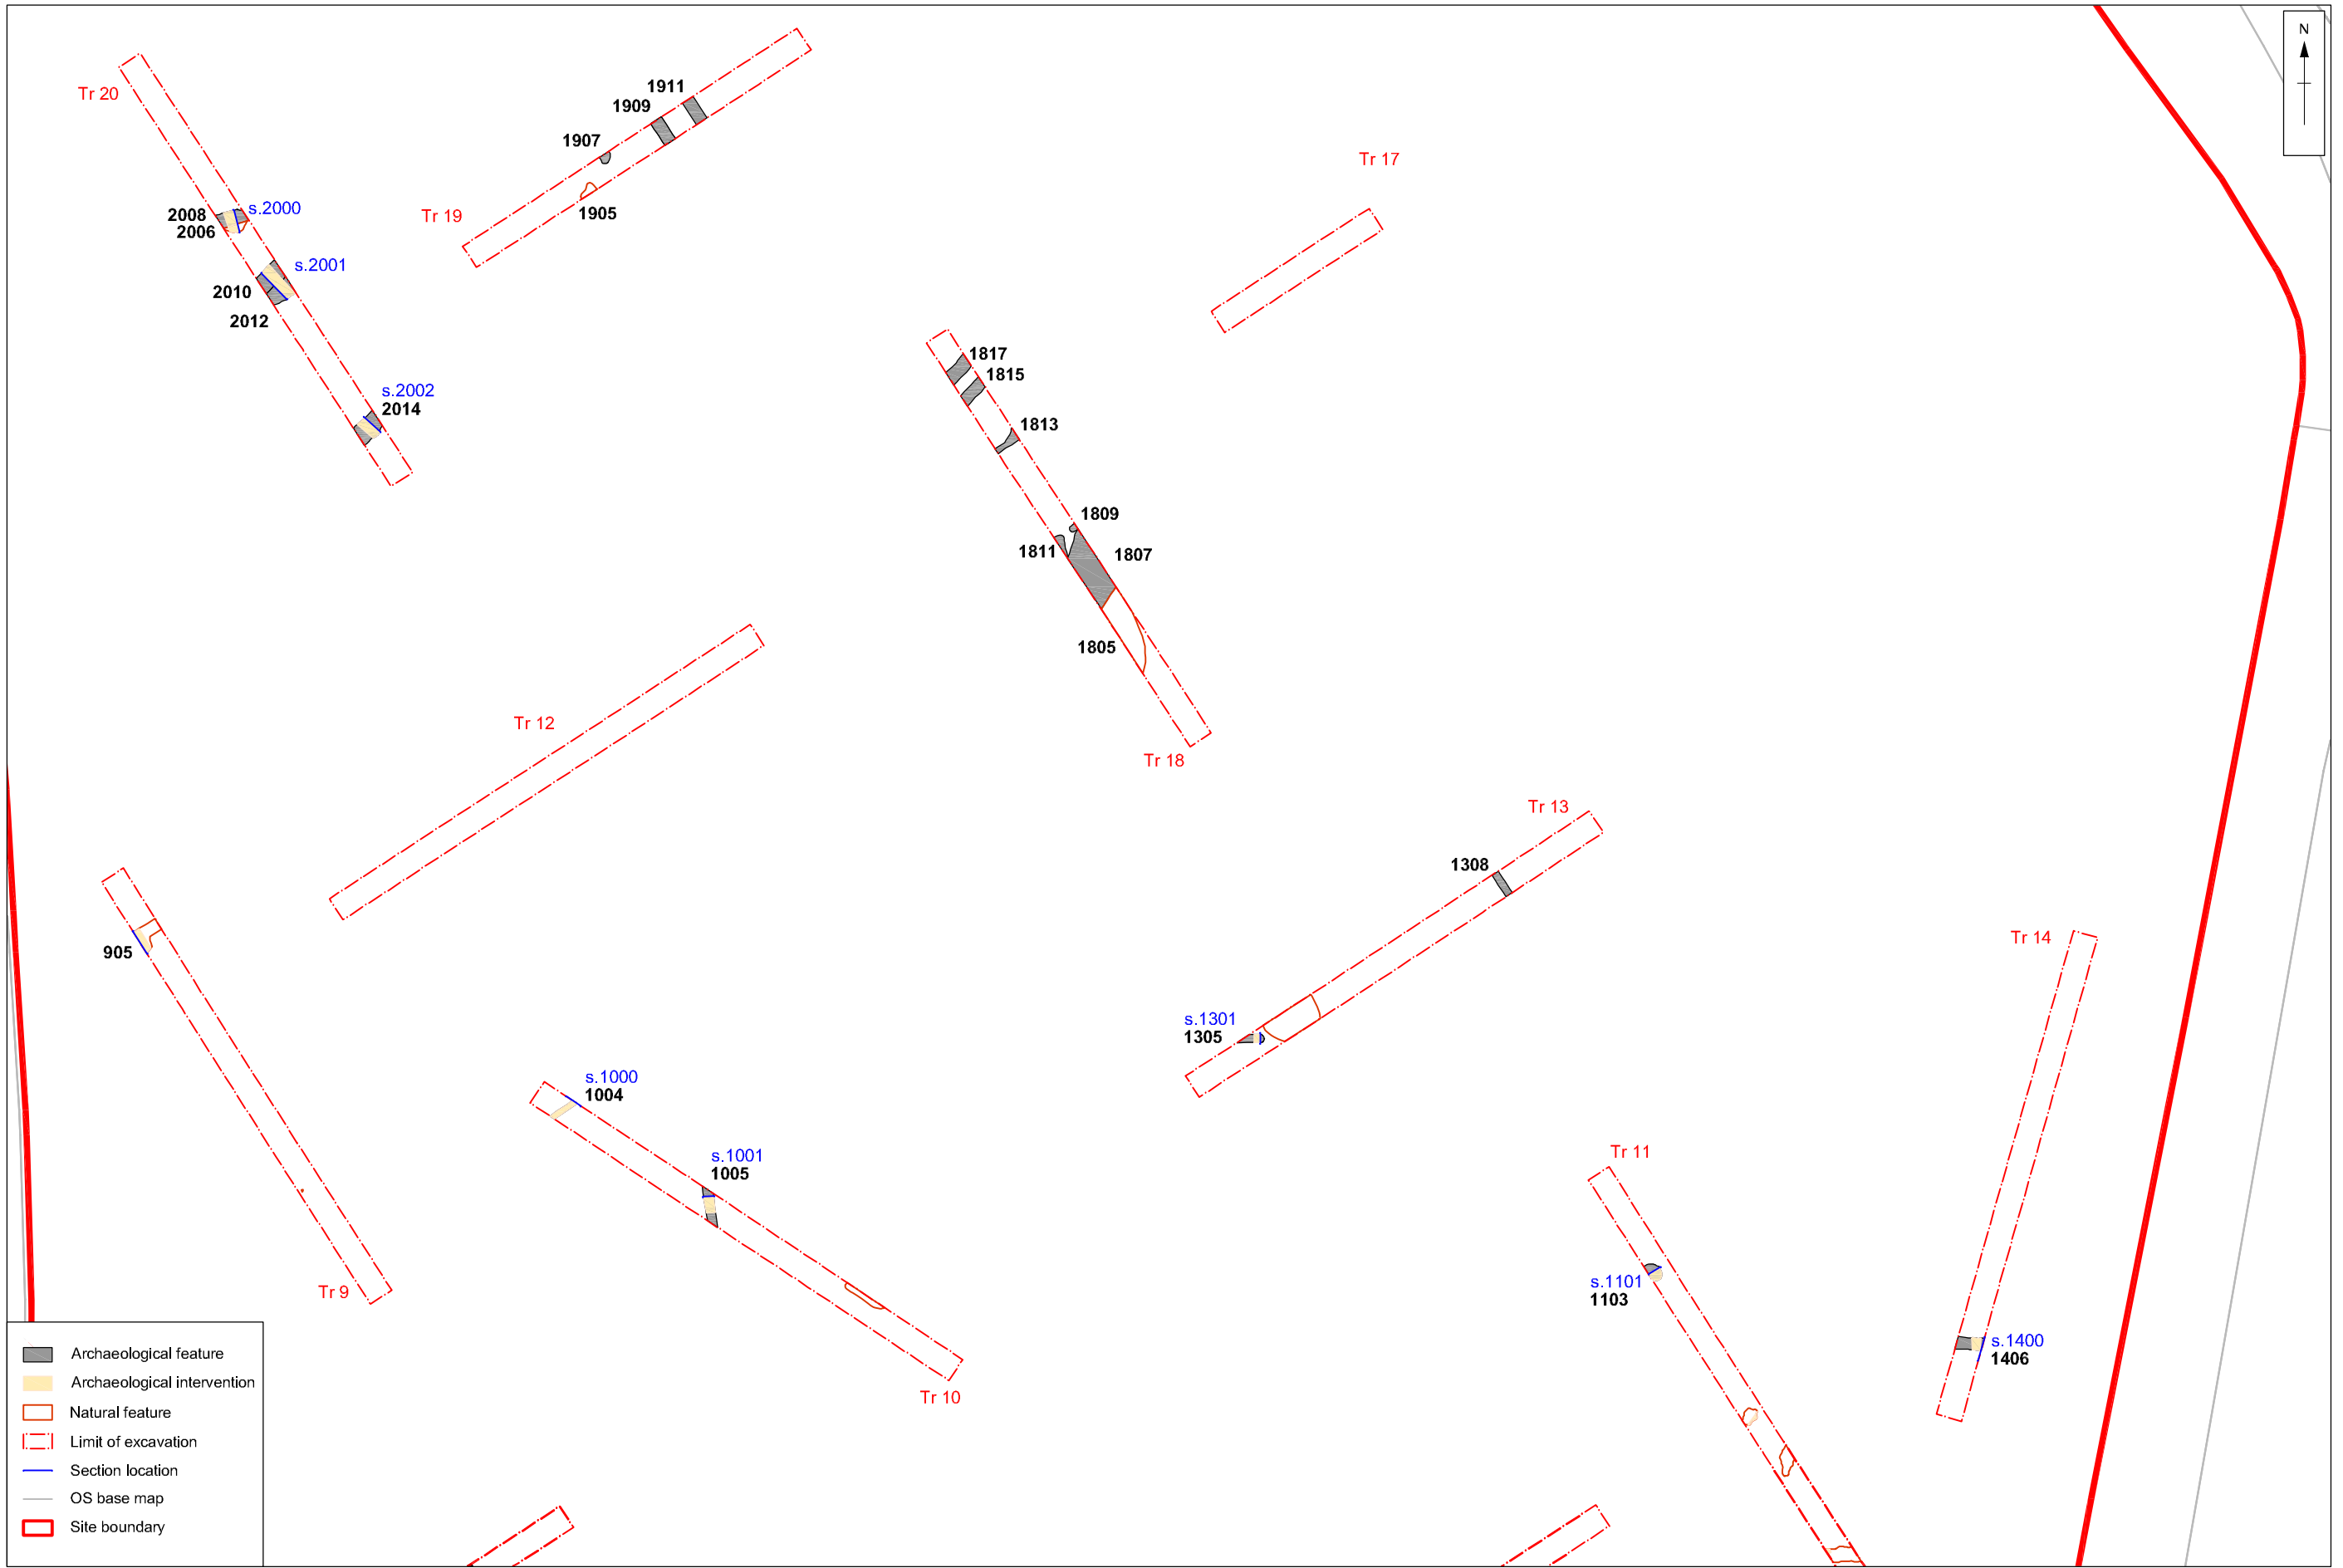 N
Tr 20
1911
1909
1907
Tr 19
1905
Tr 17
2008
2006
s.2000
s.2001
2010
2012
s.2002
2014
1817
1815
1813
1809
1811
1807
1805
Tr 18
Tr 12
Tr 13
1308
905
Tr 14
s.1301
1305
s.1000
1004
s.1001
1005
Tr 11
s.1101
1103
Tr 9
s.1400
1406
Tr 10
Archaeological feature
Archaeological intervention
Natural feature
Limit of excavation
Section location
OS base map
Site boundary